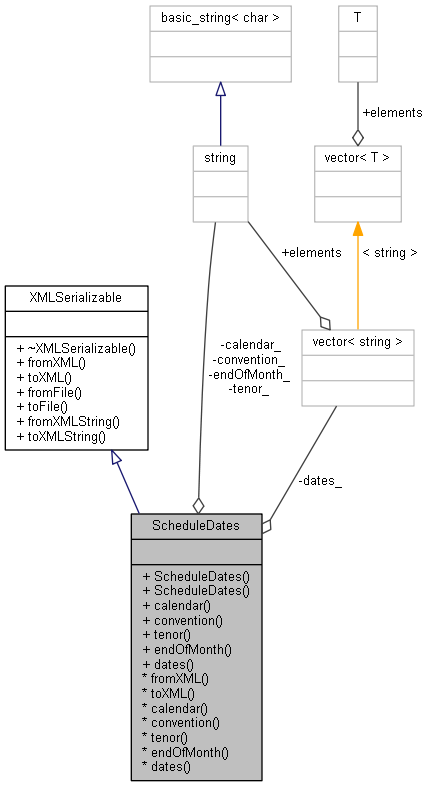 basic_string< char >
T
+elements
string
vector< T >
+elements
< string >
XMLSerializable
+ ~XMLSerializable()
+ fromXML()
+ toXML()
+ fromFile()
+ toFile()
+ fromXMLString()
+ toXMLString()
vector< string >
-calendar_
-convention_
-endOfMonth_
-tenor_
-dates_
ScheduleDates
+ ScheduleDates()
+ ScheduleDates()
+ calendar()
+ convention()
+ tenor()
+ endOfMonth()
+ dates()
* fromXML()
* toXML()
* calendar()
* convention()
* tenor()
* endOfMonth()
* dates()